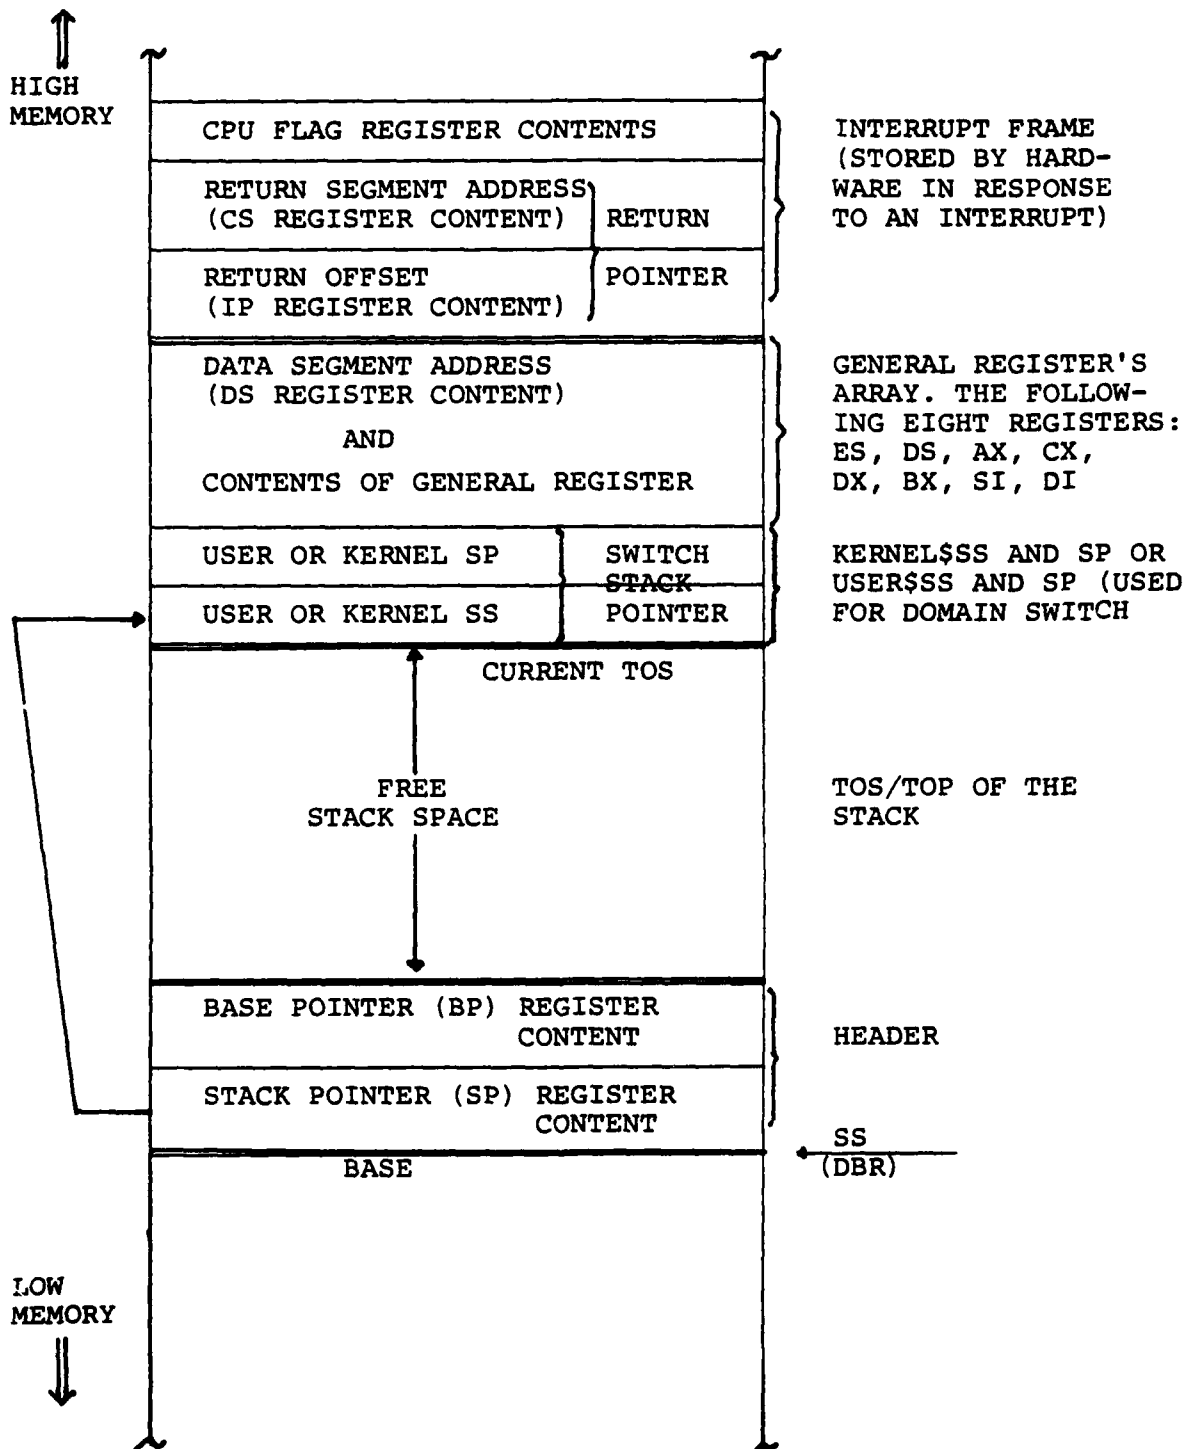 HIGH
MEMORY
CPU FLAG REGISTER CONTENTS
RETURN SEGMENT ADDRESS
(CS REGISTER CONTENT)
RETURN
RETURN OFFSET
(IP REGISTER CONTENT)
POINTER
INTERRUPT FRAME
(STORED BY HARD-
WARE IN RESPONSE
TO AN INTERRUPT)
DATA SEGMENT ADDRESS
(DS REGISTER CONTENT)
AND
CONTENTS OF GENERAL REGISTER
GENERAL REGISTER'S
ARRAY. THE FOLLOW-
ING EIGHT REGISTERS:
ES, DS, AX, CX,
DX, BX, SI, DI
USER OR KERNEL SP
USER OR KERNEL SS
SWITCH
STACK
POINTER
KERNEL$SS AND SP OR
USER$SS AND SP (USED
FOR DOMAIN SWITCH
CURRENT TOS
FREE
STACK SPACE
TOS/TOP OF THE
STACK
BASE POINTER (BP) REGISTER
CONTENT
STACK POINTER (SP) REGISTER
CONTENT
HEADER
BASE
SS
(DBR)
LOW
MEMORY